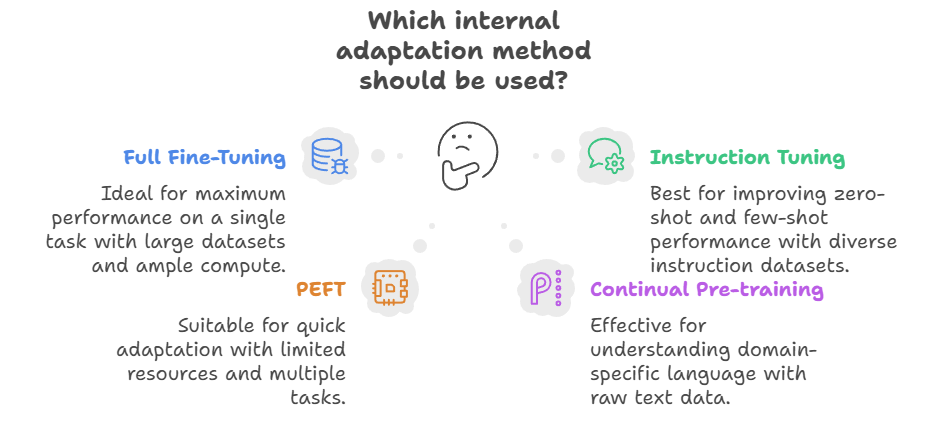 Which internal
adaptation method
should be used?
Full Fine-Tuning
Ideal for maximum
performance on a single
task with large datasets
and ample compute.
Instruction Tuning
Best for improving zero-
shot and few-shot
performance with diverse
instruction datasets.
PEFT
Suitable for quick
adaptation with limited
resources and multiple
tasks.
Continual Pre-training
Effective for
understanding domain-
specific language with
raw text data.